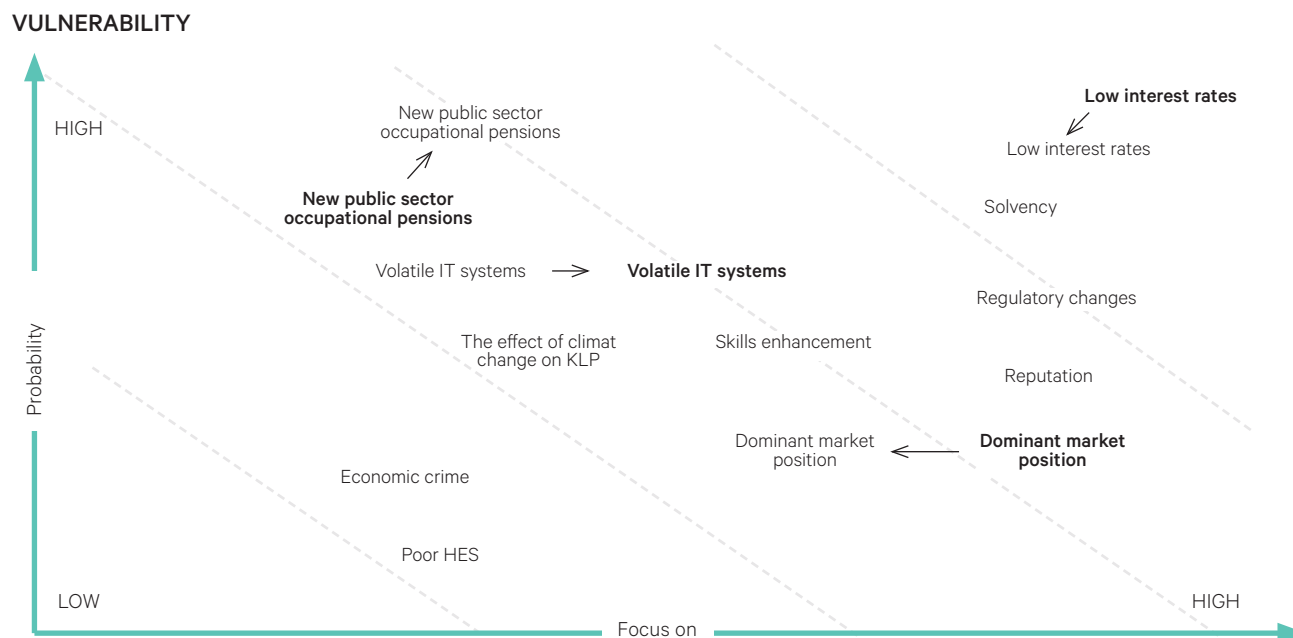 VULNERABILITY
HIGH
New public sector
occupational pensions
Low interest rates
Low interest rates
New public sector
occupational pensions
Solvency
Volatile IT systems
Volatile IT systems
Regulatory changes
Probability
The effect of climat
change on KLP
Skills enhancement
Reputation
Dominant market
position
Dominant market
position
Economic crime
Poor HES
LOW
HIGH
Focus on